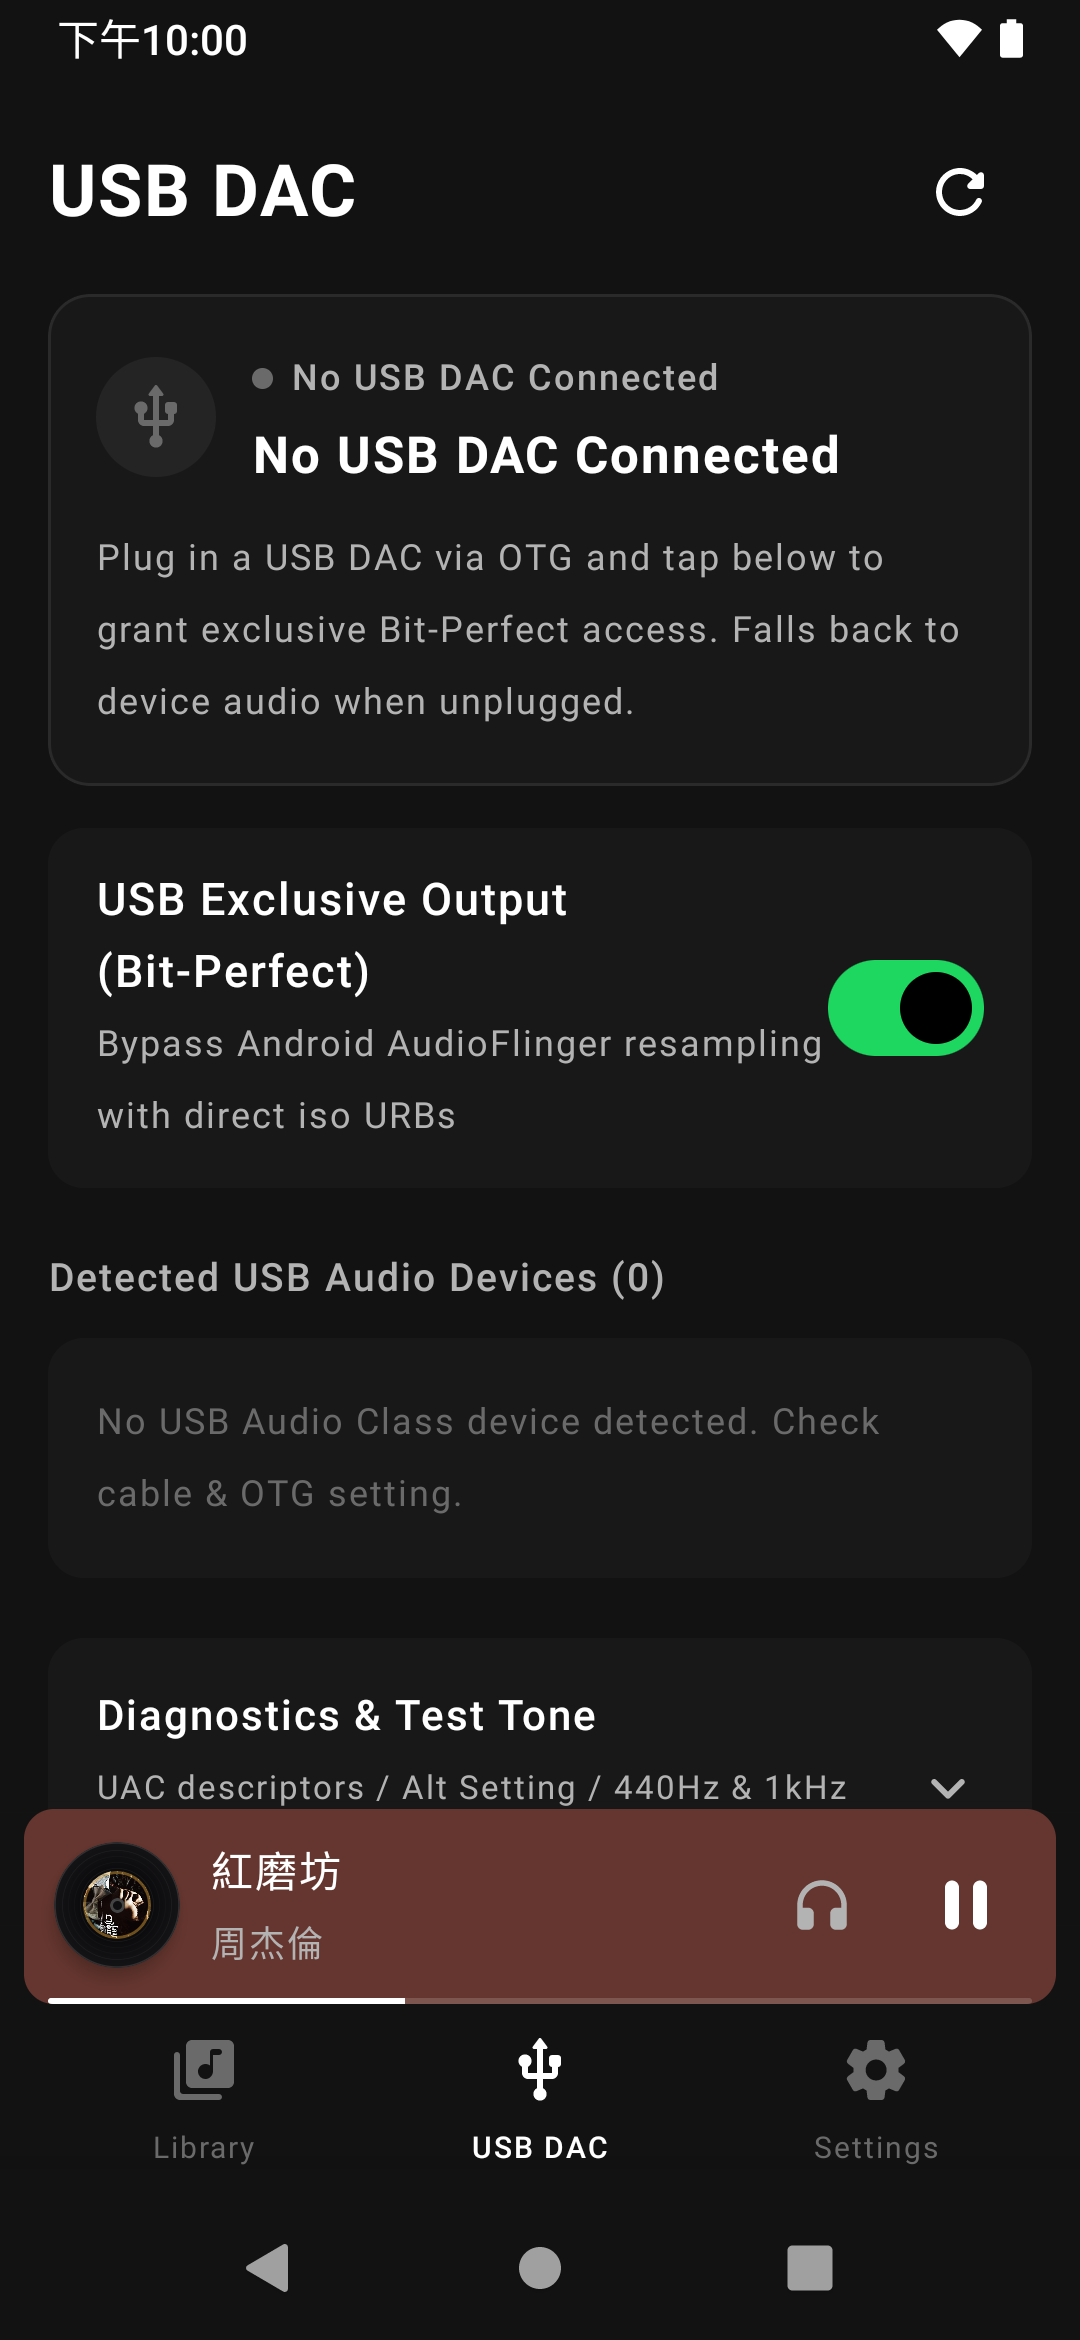 下午10:00
USB DAC
No USB DAC Connected
No USB DAC Connected
Plug in a USB DAC via OTG and tap below to
grant exclusive Bit-Perfect access. Falls back to
device audio when unplugged.
USB Exclusive Output
(Bit-Perfect)
Bypass Android AudioFlinger resampling
with direct iso URBs
Detected USB Audio Devices (0)
No USB Audio Class device detected. Check
cable & OTG setting.
Diagnostics & Test Tone
UAC descriptors / Alt Setting / 440Hz & 1kHz
紅磨坊
周杰倫
Library
USB DAC
Settings